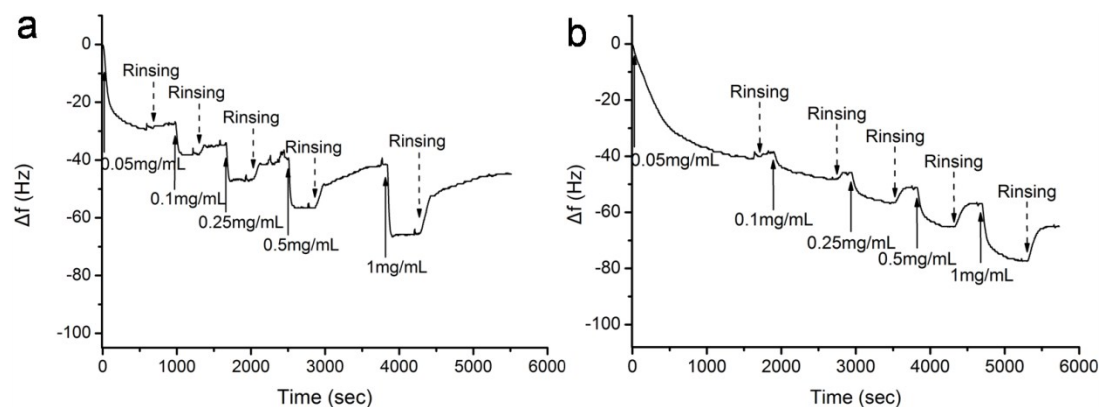 a
Δf (Hz)
0
-20
-40
-60
-80
-100
Rinsing
Rinsing
Rinsing
Rinsing
Rinsing
0.05mg/mL
0.1mg/mL
0.25mg/mL
0.5mg/mL
1mg/mL
0 1000 2000 3000 4000 5000 6000
Time (sec)
b
Δf (Hz)
0
-20
-40
-60
-80
-100
Rinsing
Rinsing
Rinsing
Rinsing
Rinsing
0.05mg/mL
0.1mg/mL
0.25mg/mL
0.5mg/mL
1mg/mL
0 1000 2000 3000 4000 5000 6000
Time (sec)